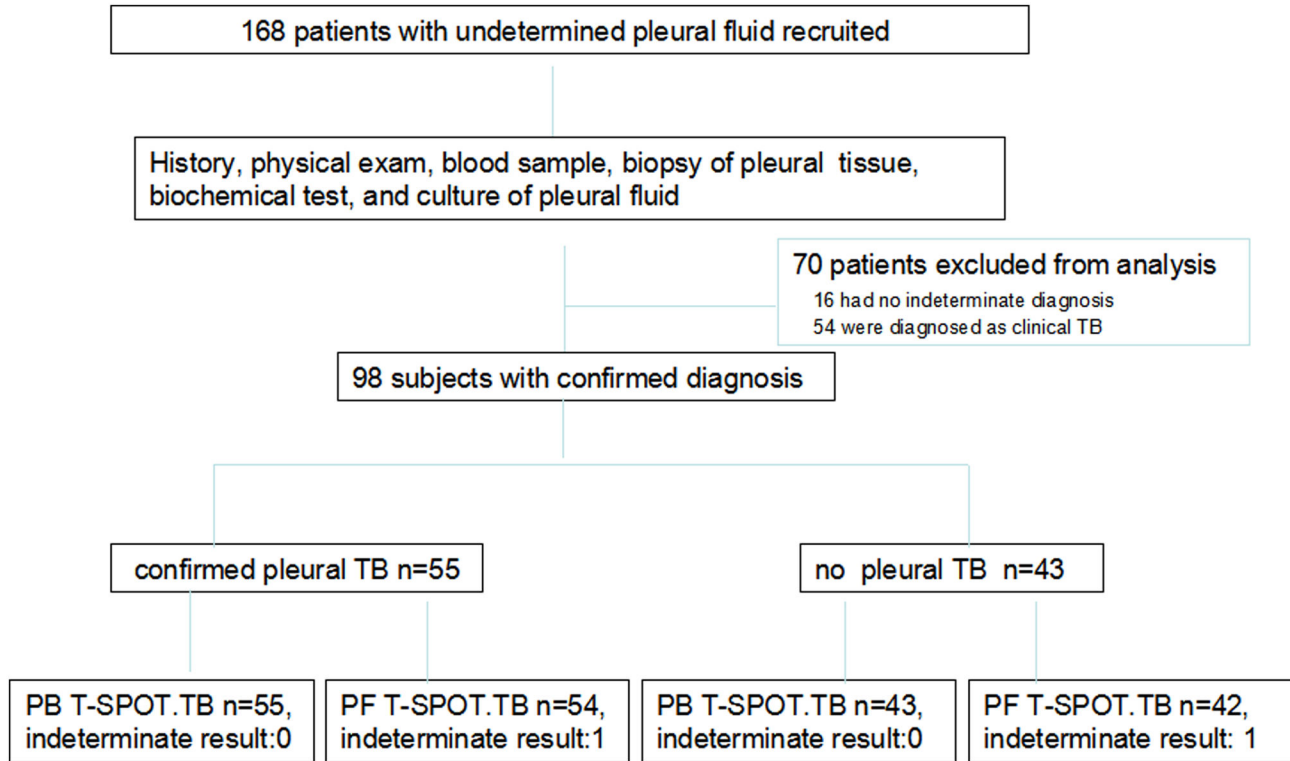 168 patients with undetermined pleural fluid recruited
History, physical exam, blood sample, biopsy of pleural tissue,
biochemical test, and culture of pleural fluid
70 patients excluded from analysis
16 had no indeterminate diagnosis
54 were diagnosed as clinical TB
98 subjects with confirmed diagnosis
confirmed pleural TB n=55
no pleural TB n=43
PB T-SPOT.TB n=55,
indeterminate result:0
PF T-SPOT.TB n=54,
indeterminate result:1
PB T-SPOT.TB n=43,
indeterminate result:0
PF T-SPOT.TB n=42,
indeterminate result: 1